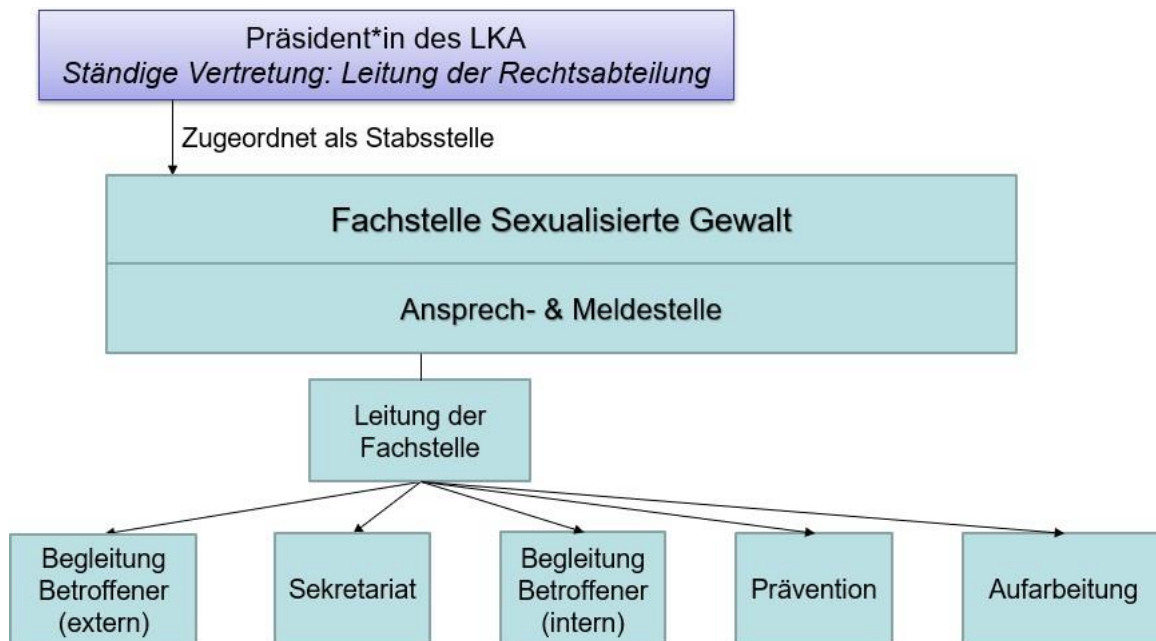 Präsident*in des LKA
Ständige Vertretung: Leitung der Rechtsabteilung
Zugeordnet als Stabsstelle
Fachstelle Sexualisierte Gewalt
Ansprech- & Meldestelle
Leitung der
Fachstelle
Begleitung
Betroffener
(extern)
Sekretariat
Begleitung
Betroffener
(intern)
Prävention
Aufarbeitung